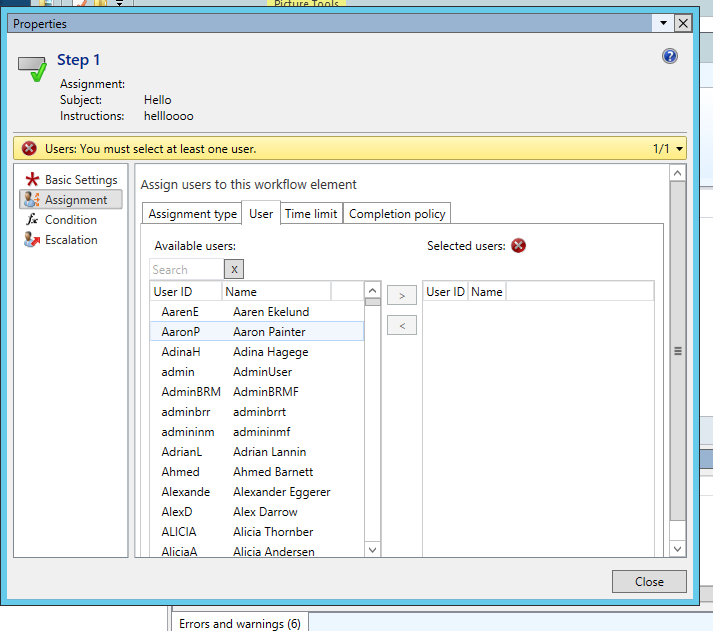 Picture Tools
Properties
Step 1
Assignment:
Subject: Hello
Instructions: hellloooo
Users: You must select at least one user. 1/1
Basic Settings
Assignment
Condition
Escalation
Assign users to this workflow element
Assignment type User Time limit Completion policy
Available users: Selected users:
Search x
User ID Name > User ID Name
<
AarenE Aaren Ekelund
AaronP Aaron Painter
AdinaH Adina Hagege
admin AdminUser
AdminBRM AdminBRMF
adminbrr adminbrrt
admininm admininmf
AdrianL Adrian Lannin
Ahmed Ahmed Barnett
Alexande Alexander Eggerer
AlexD Alex Darrow
ALICIA Alicia Thornber
AliciaA Alicia Andersen
Close
Errors and warnings (6)